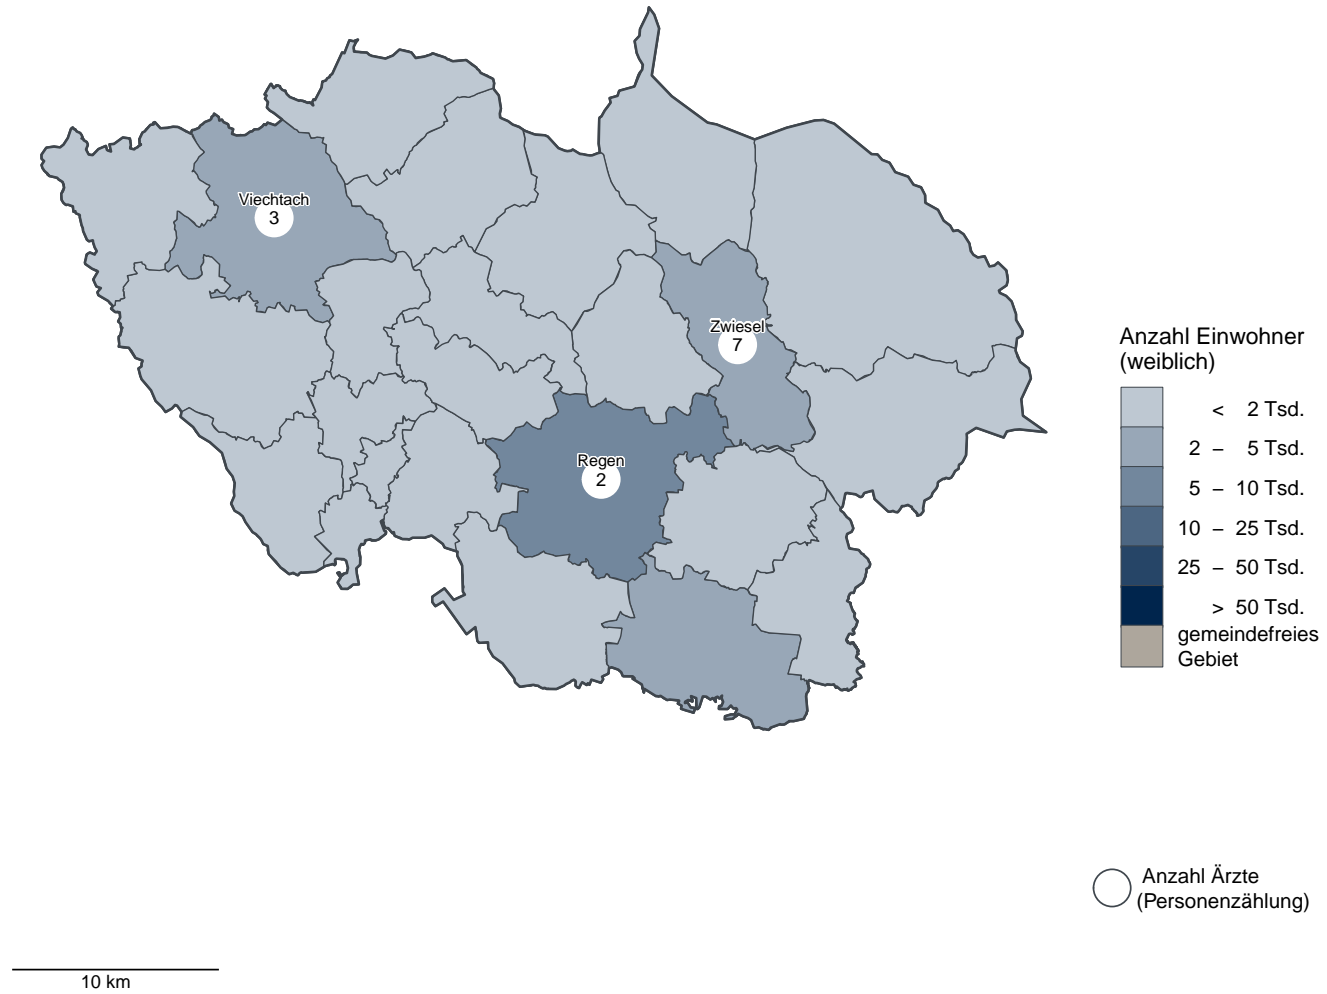 Viechtach
3
Zwiesel
7
Regen
2
Anzahl Einwohner
(weiblich)
< 2 Tsd.
2 – 5 Tsd.
5 – 10 Tsd.
10 – 25 Tsd.
25 – 50 Tsd.
> 50 Tsd.
gemeindefreies
Gebiet
Anzahl Ärzte
(Personenzählung)
10 km